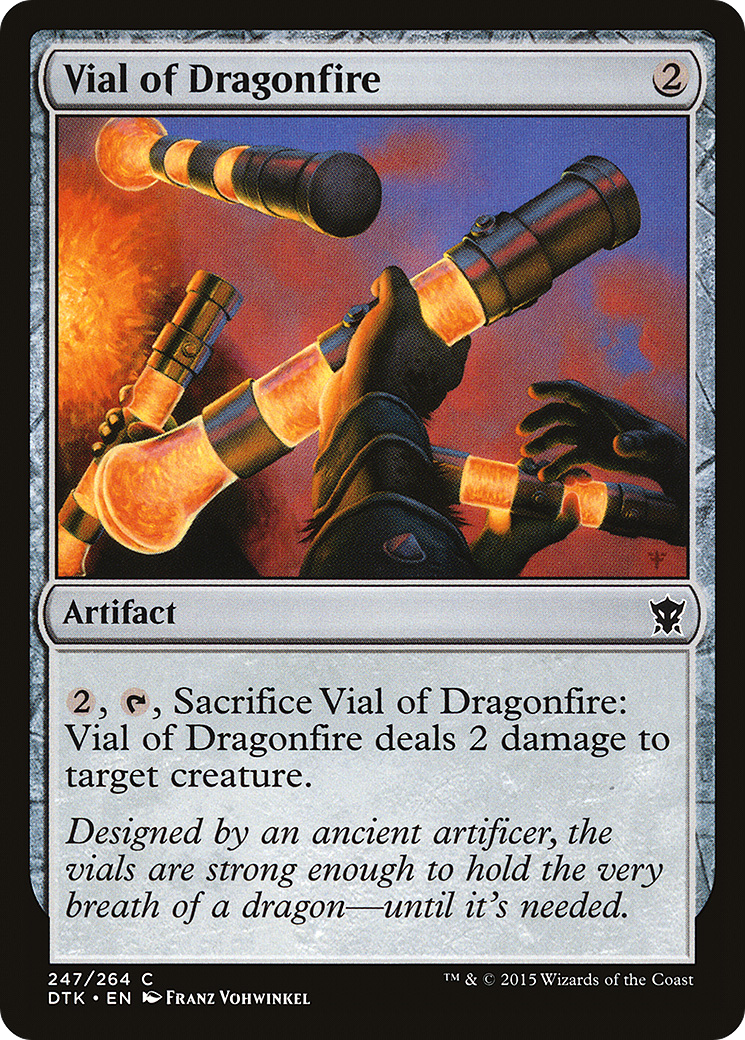 Vial of Dragonfire 2
Artifact
2, , Sacrifice Vial of Dragonfire:
Vial of Dragonfire deals 2 damage to
target creature.
Designed by an ancient artificer, the
vials are strong enough to hold the very
breath of a dragon—until it's needed.
247/264 C
DTK • EN Franz Vohwinkel
™ & © 2015 Wizards of the Coast